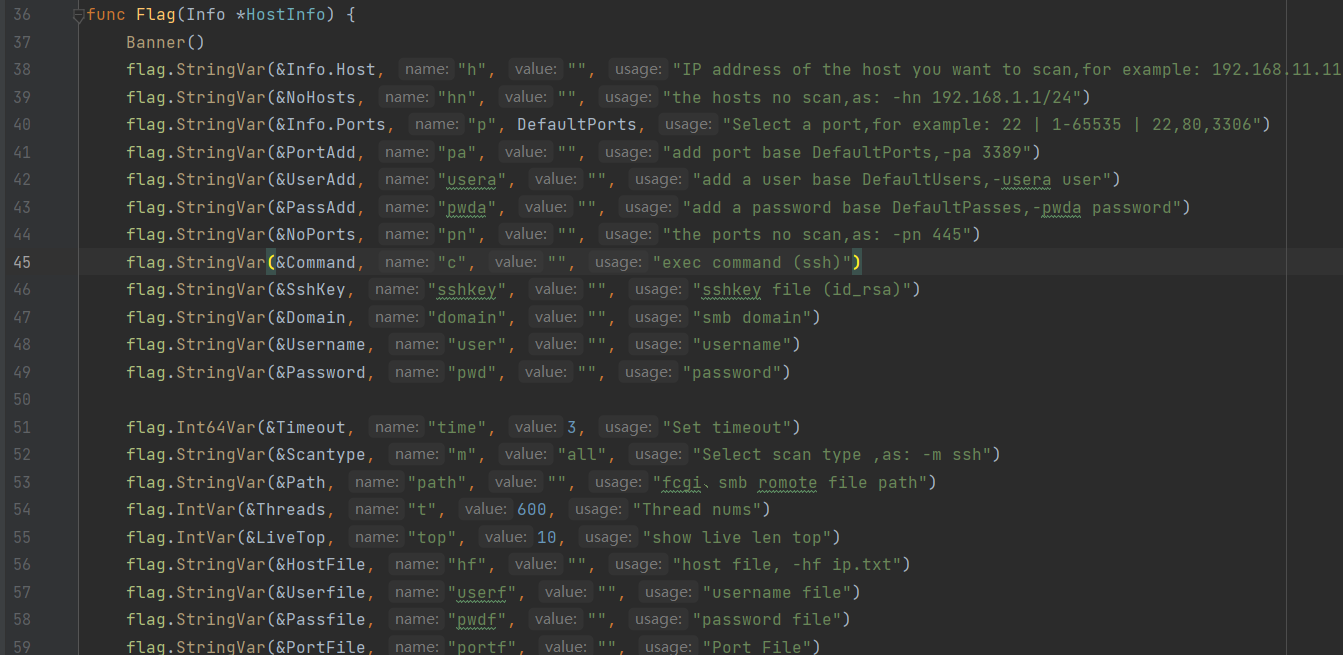 36 func Flag(Info *HostInfo) {
37 Banner()
38 flag.StringVar(&Info.Host, name: "h", value: "", usage: "IP address of the host you want to scan,for example: 192.168.11.11
39 flag.StringVar(&NoHosts, name: "hn", value: "", usage: "the hosts no scan,as: -hn 192.168.1.1/24")
40 flag.StringVar(&Info.Ports, name: "p", DefaultPorts, usage: "Select a port,for example: 22 | 1-65535 | 22,80,3306")
41 flag.StringVar(&PortAdd, name: "pa", value: "", usage: "add port base DefaultPorts,-pa 3389")
42 flag.StringVar(&UserAdd, name: "usera", value: "", usage: "add a user base DefaultUsers,-usera user")
43 flag.StringVar(&PassAdd, name: "pwda", value: "", usage: "add a password base DefaultPasses,-pwda password")
44 flag.StringVar(&NoPorts, name: "pn", value: "", usage: "the ports no scan,as: -pn 445")
45 flag.StringVar(&Command, name: "c", value: "", usage: "exec command (ssh)")
46 flag.StringVar(&SshKey, name: "sshkey", value: "", usage: "sshkey file (id_rsa)")
47 flag.StringVar(&Domain, name: "domain", value: "", usage: "smb domain")
48 flag.StringVar(&Username, name: "user", value: "", usage: "username")
49 flag.StringVar(&Password, name: "pwd", value: "", usage: "password")
50
51 flag.Int64Var(&Timeout, name: "time", value: 3, usage: "Set timeout")
52 flag.StringVar(&Scantype, name: "m", value: "all", usage: "Select scan type ,as: -m ssh")
53 flag.StringVar(&Path, name: "path", value: "", usage: "fcgi、smb romote file path")
54 flag.IntVar(&Threads, name: "t", value: 600, usage: "Thread nums")
55 flag.IntVar(&LiveTop, name: "top", value: 10, usage: "show live len top")
56 flag.StringVar(&HostFile, name: "hf", value: "", usage: "host file, -hf ip.txt")
57 flag.StringVar(&Userfile, name: "userf", value: "", usage: "username file")
58 flag.StringVar(&Passfile, name: "pwdf", value: "", usage: "password file")
59 flag.StringVar(&PortFile, name: "portf", value: "", usage: "Port File")